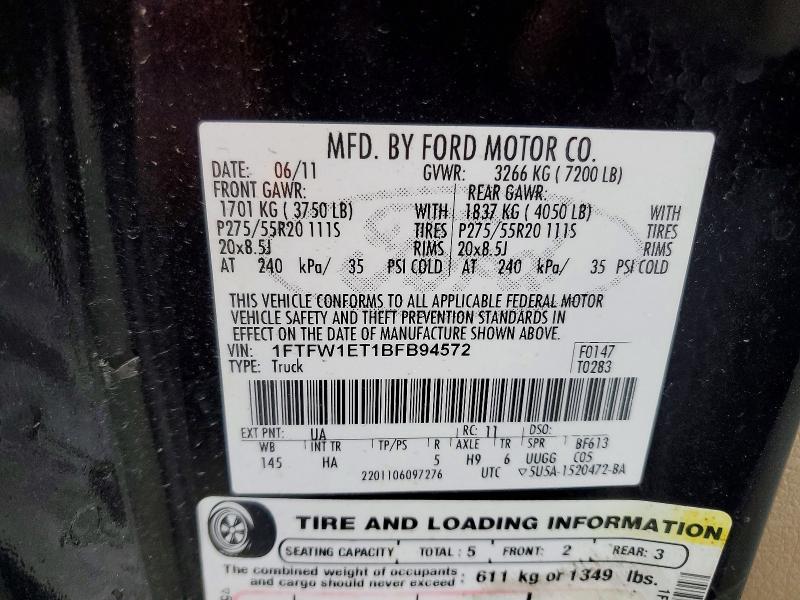 MFD. BY FORD MOTOR CO.
DATE: 06/11 GVWR: 3266 KG ( 7200 LB)
FRONT GAWR: REAR GAWR:
1701 KG ( 3750 LB) WITH 1837 KG ( 4050 LB) WITH
P275/55R20 111S TIRES P275/55R20 111S TIRES
20x8.5J RIMS 20x8.5J RIMS
AT 240 kPa/ 35 PSI COLD AT 240 kPa/ 35 PSI COLD
THIS VEHICLE CONFORMS TO ALL APPLICABLE FEDERAL MOTOR
VEHICLE SAFETY AND THEFT PREVENTION STANDARDS IN
EFFECT ON THE DATE OF MANUFACTURE SHOWN ABOVE.
VIN: 1FTFW1ET1BFB94572 F0147
TYPE: Truck T0283
EXT PNT: UA RC: 11 DSO:
WB INT TR TP/PS R AXLE TR SPR BF613
145 HA 5 H9 6 UUGG C05
2201106097276 UTC ▽5U5A-1520472-BA
TIRE AND LOADING INFORMATION
SEATING CAPACITY TOTAL : 5 FRONT: 2 REAR: 3
The combined weight of occupants
and cargo should never exceed : 611 kg or 1349 lbs.